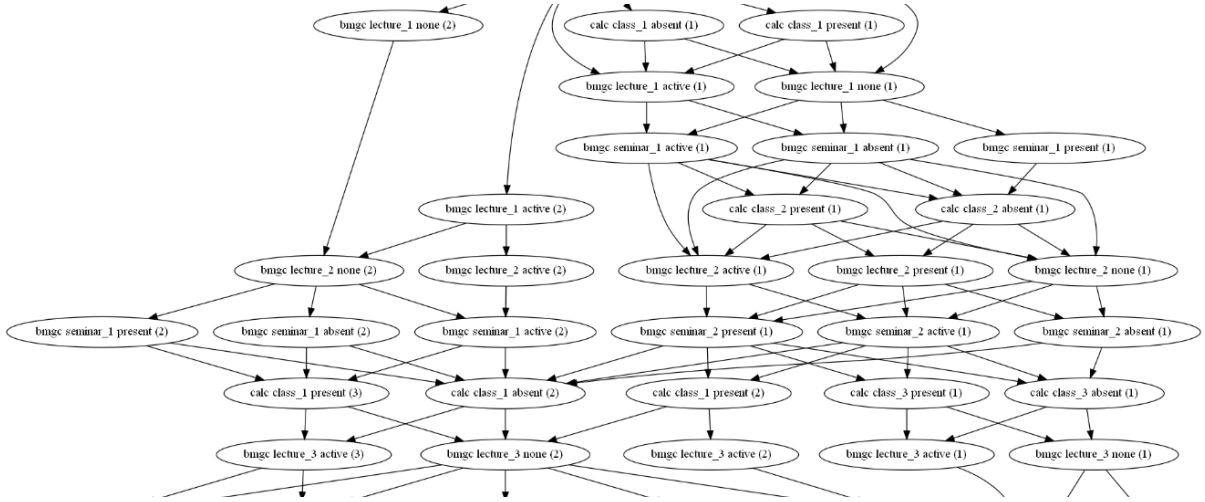 bmgc lecture_1 none (2)
calc class_1 absent (1)
calc class_1 present (1)
bmgc lecture_1 active (1)
bmgc lecture_1 none (1)
bmgc seminar_1 active (1)
bmgc seminar_1 absent (1)
bmgc seminar_1 present (1)
bmgc lecture_1 active (2)
calc class_2 present (1)
calc class_2 absent (1)
bmgc lecture_2 none (2)
bmgc lecture_2 active (2)
bmgc lecture_2 active (1)
bmgc lecture_2 present (1)
bmgc lecture_2 none (1)
bmgc seminar_1 present (2)
bmgc seminar_1 absent (2)
bmgc seminar_1 active (2)
bmgc seminar_2 present (1)
bmgc seminar_2 active (1)
bmgc seminar_2 absent (1)
calc class_1 present (3)
calc class_1 absent (2)
calc class_1 present (2)
calc class_3 present (1)
calc class_3 absent (1)
bmgc lecture_3 active (3)
bmgc lecture_3 none (2)
bmgc lecture_3 active (2)
bmgc lecture_3 active (1)
bmgc lecture_3 none (1)